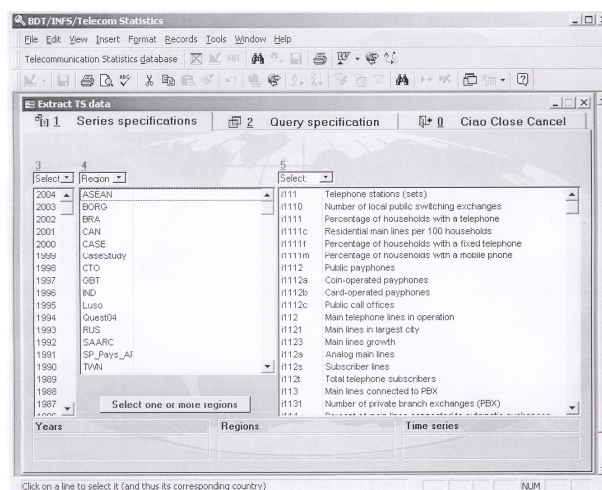 BDT/INFS/Telecom Statistics
File Edit View Insert Format Records Tools Window Help
Telecommunication Statistics database SQL
Extract TS data
1 Series specifications 2 Query specification 0 Ciao Close Cancel
3 4 5
Select Region Select:
2004 ASEAN i111 Telephone stations (sets)
2003 BORG i1110 Number of local public switching exchanges
2002 BRA i1111 Percentage of households with a telephone
2001 CAN i1111c Residential main lines per 100 households
2000 CASE i1111f Percentage of households with a fixed telephone
1999 CaseStudy i1111m Percentage of households with a mobile phone
1998 CTO i1112 Public payphones
1997 GBT i1112a Coin-operated payphones
1996 IND i1112b Card-operated payphones
1995 Luso i1112c Public call offices
1994 Quest04 i112 Main telephone lines in operation
1993 RUS i1121 Main lines in largest city
1992 SAARC i1123 Main lines growth
1991 SP_Pays_Af i112a Analog main lines
1990 TWN i112s Subscriber lines
1989 i112t Total telephone subscribers
1988 i113 Main lines connected to PBX
1987 i1131 Number of private branch exchanges (PBX)
Select one or more regions
Years Regions Time series
Click on a line to select it (and thus its corresponding country) NUM